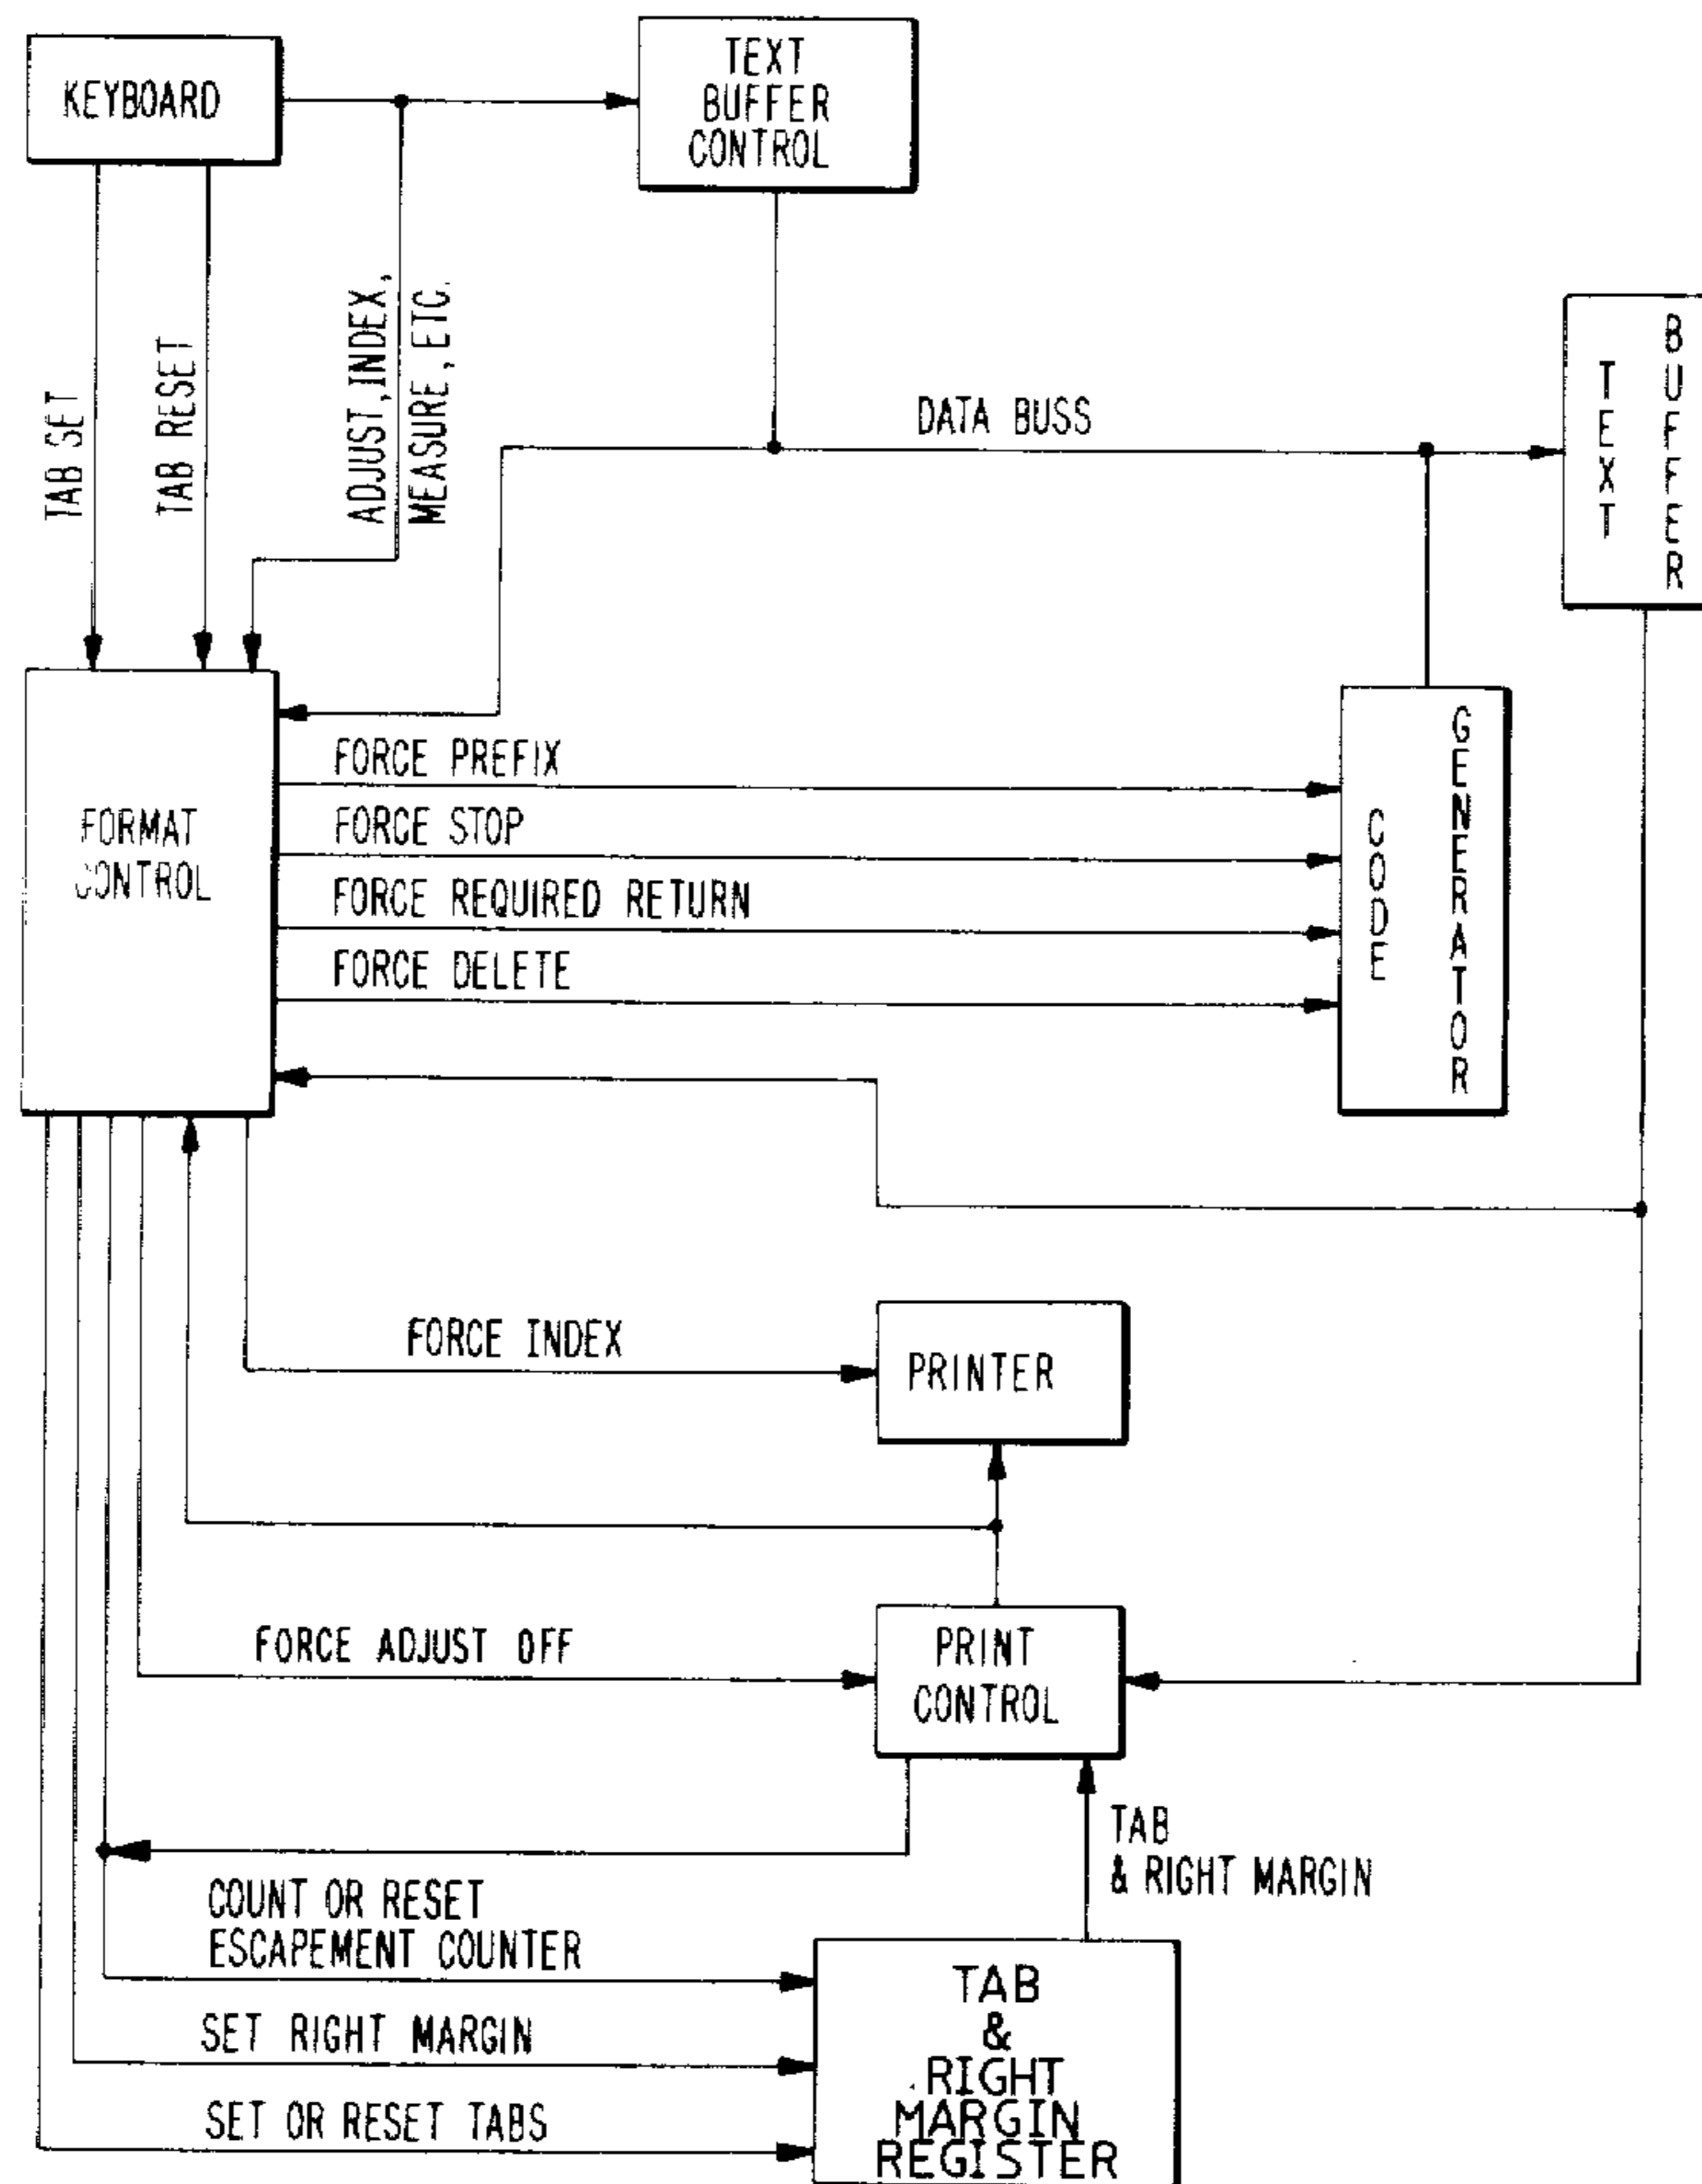 KEYBOARD
TEXT
BUFFER
CONTROL
TAB SET
TAB RESET
ADJUST, INDEX,
MEASURE, ETC.
DATA BUSS
TEXT
BUFFER
FORMAT
CONTROL
FORCE PREFIX
FORCE STOP
FORCE REQUIRED RETURN
FORCE DELETE
CODE
GENERATOR
FORCE INDEX
PRINTER
FORCE ADJUST OFF
PRINT
CONTROL
TAB
& RIGHT MARGIN
COUNT OR RESET
ESCAPEMENT COUNTER
SET RIGHT MARGIN
SET OR RESET TABS
TAB
&
RIGHT
MARGIN
REGISTER